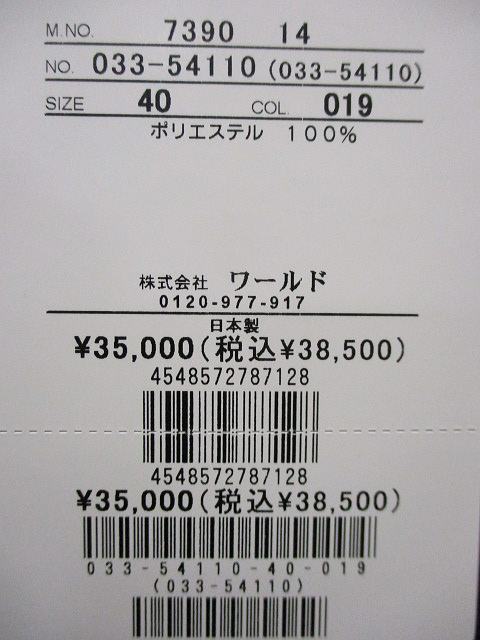 M.NO. 7390 14
NO. 033-54110 (033-54110)
SIZE 40 COL. 019
ポリエステル 100%
株式会社 ワールド
0120-977-917
日本製
¥35,000(税込¥38,500)
4548572787128
4548572787128
¥35,000(税込¥38,500)
033-54110-40-019
(033-54110)